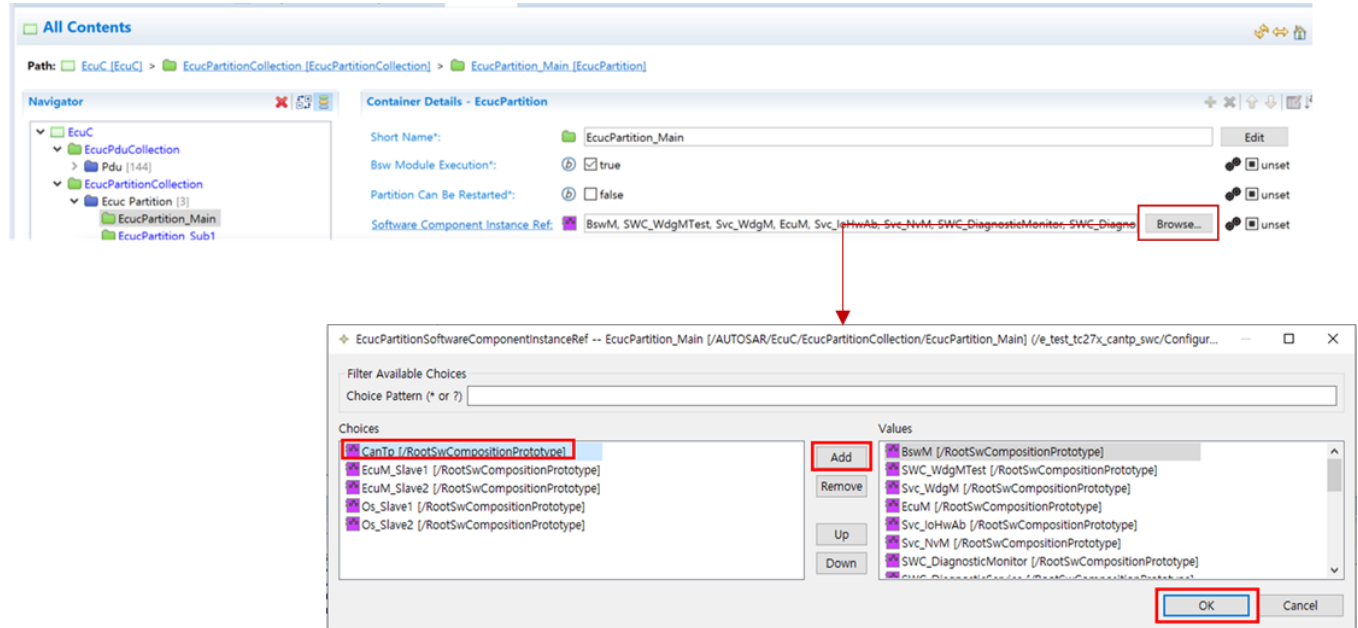 All Contents
Path: EcuC [EcuC] > EcucPartitionCollection [EcucPartitionCollection] > EcucPartition_Main [EcucPartition]
Navigator
EcuC
EcucPduCollection
Pdu [144]
EcucPartitionCollection
Ecuc Partition [3]
EcucPartition_Main
EcucPartition_Sub1
Container Details - EcucPartition
Short Name*: EcucPartition_Main Edit
Bsw Module Execution*: true unset
Partition Can Be Restarted*: false unset
Software Component Instance Ref: BswM, SWC_WdgMTest, Svc_WdgM, EcuM, Svc_IoHwAb, Svc_NvM, SWC_DiagnosticMonitor, SWC_Diagno Browse... unset
EcucPartitionSoftwareComponentInstanceRef -- EcucPartition_Main [/AUTOSAR/EcuC/EcucPartitionCollection/EcucPartition_Main] (/e_test_tc27x_cantp_swc/Configur...
Filter Available Choices
Choice Pattern (* or ?)
Choices
CanTp [/RootSwCompositionPrototype]
EcuM_Slave1 [/RootSwCompositionPrototype]
EcuM_Slave2 [/RootSwCompositionPrototype]
Os_Slave1 [/RootSwCompositionPrototype]
Os_Slave2 [/RootSwCompositionPrototype]
Add
Remove
Up
Down
Values
BswM [/RootSwCompositionPrototype]
SWC_WdgMTest [/RootSwCompositionPrototype]
Svc_WdgM [/RootSwCompositionPrototype]
EcuM [/RootSwCompositionPrototype]
Svc_IoHwAb [/RootSwCompositionPrototype]
Svc_NvM [/RootSwCompositionPrototype]
SWC_DiagnosticMonitor [/RootSwCompositionPrototype]
SWC_DiagnosticService [/RootSwCompositionPrototype]
OK
Cancel